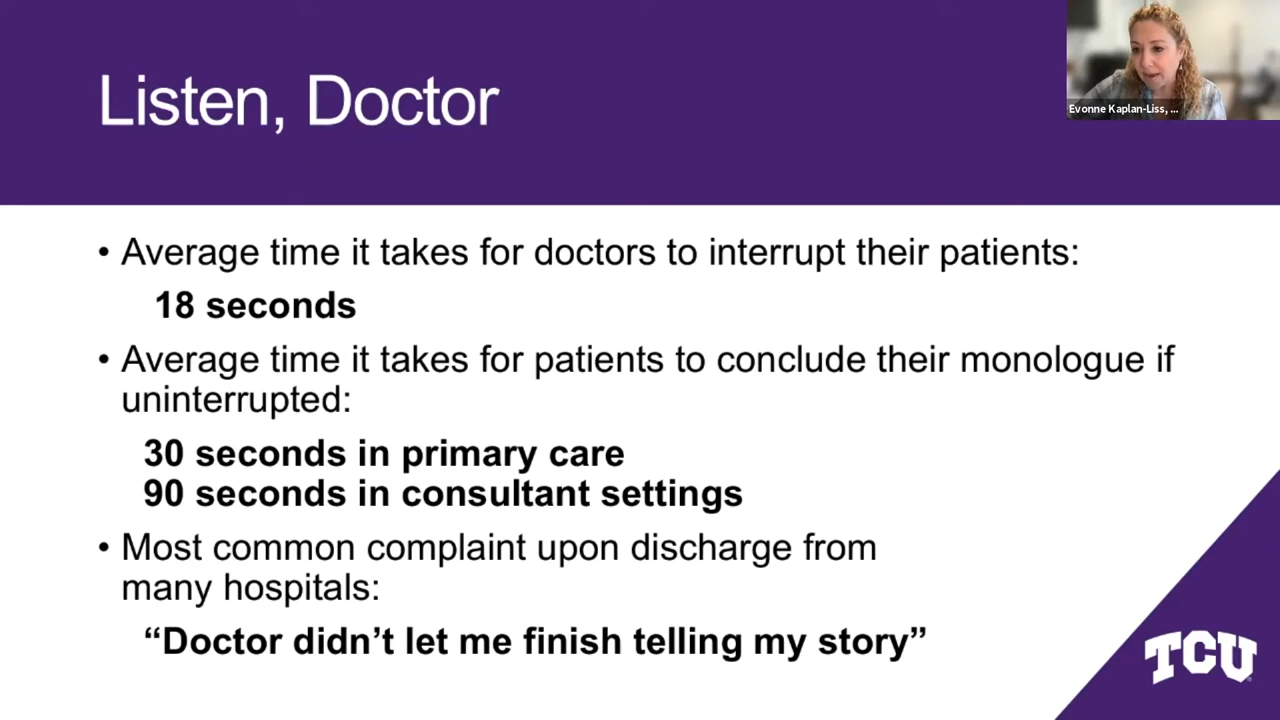 Listen, Doctor
Evonne Kaplan-Liss, ...
• Average time it takes for doctors to interrupt their patients:
18 seconds
• Average time it takes for patients to conclude their monologue if
uninterrupted:
30 seconds in primary care
90 seconds in consultant settings
• Most common complaint upon discharge from
many hospitals:
“Doctor didn’t let me finish telling my story”
TCU